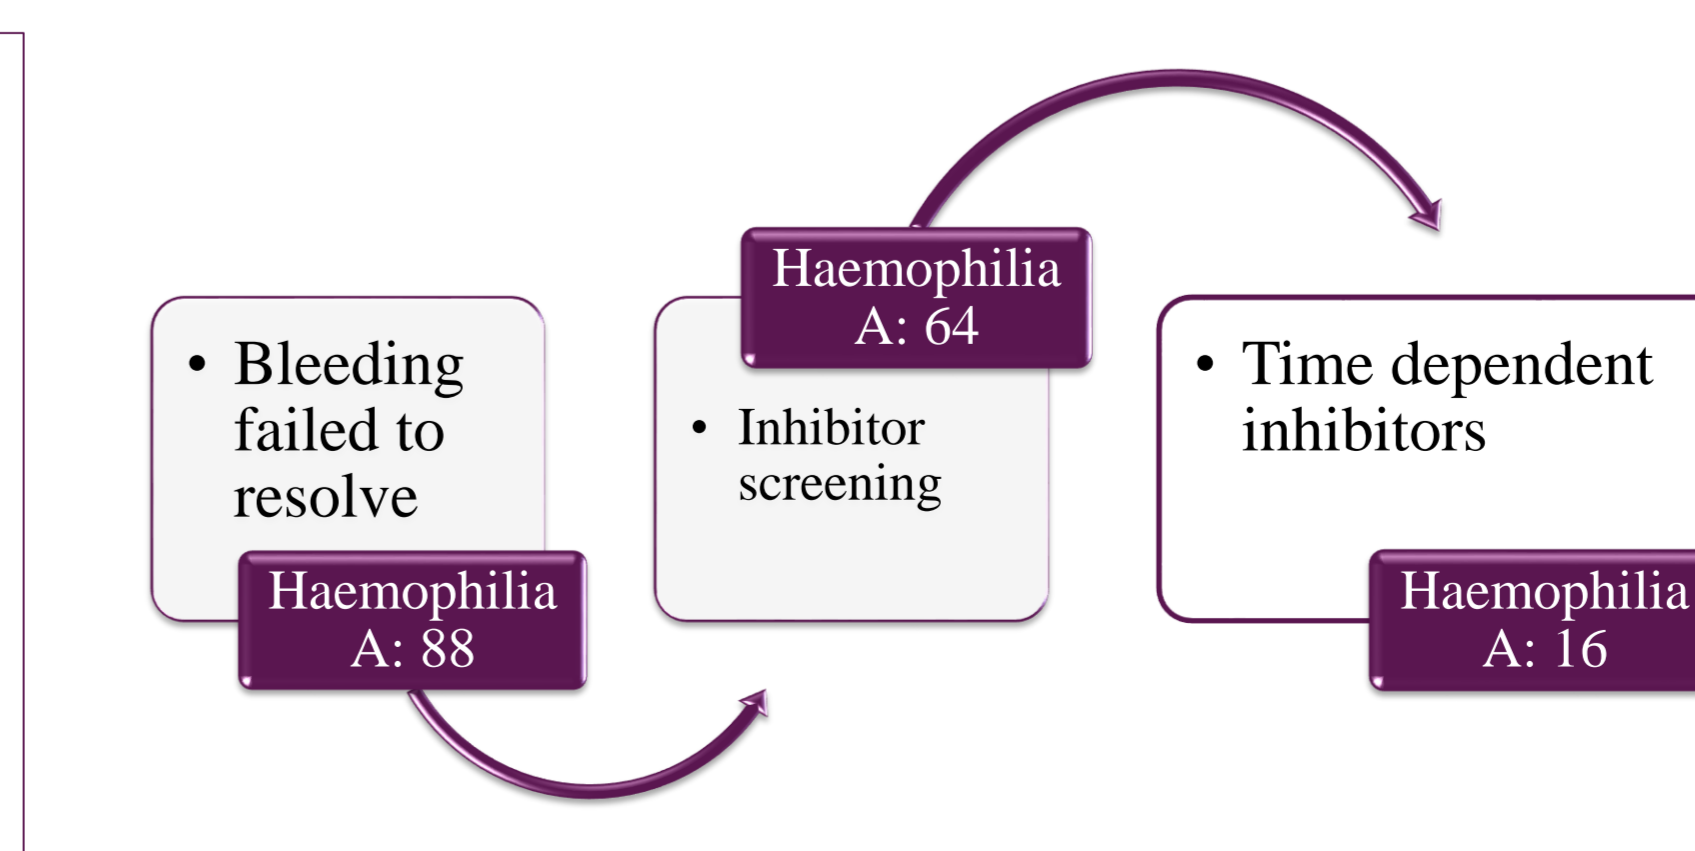 • Bleeding
failed to
resolve
Haemophilia
A: 88
Haemophilia
A: 64
• Inhibitor
screening
• Time dependent
inhibitors
Haemophilia
A: 16